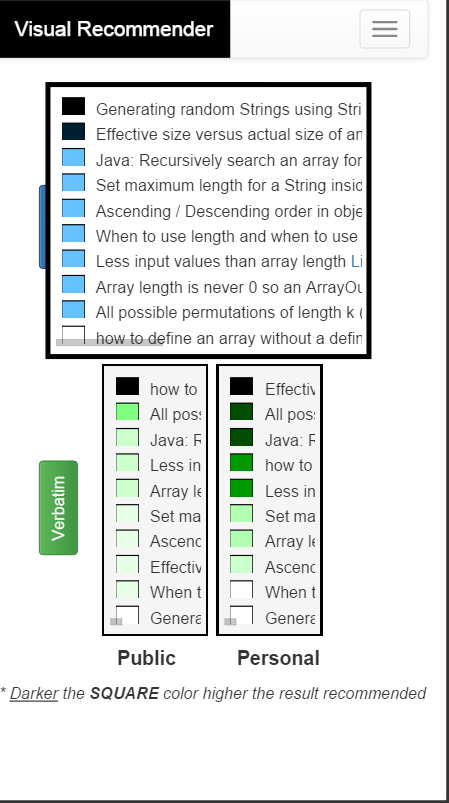 Visual Recommender
Generating random Strings using Stri
Effective size versus actual size of an
Java: Recursively search an array for
Set maximum length for a String insid
Ascending / Descending order in obje
When to use length and when to use
Less input values than array length Li
Array length is never 0 so an ArrayOu
All possible permutations of length k (
how to define an array without a defin
Verbatim
how to
All poss
Java: R
Less in
Array le
Set ma
Ascend
Effectiv
When t
Genera
Effectiv
All poss
Java: R
how to
Less in
Set ma
Array le
Ascend
When t
Genera
Public
Personal
* Darker the SQUARE color higher the result recommended